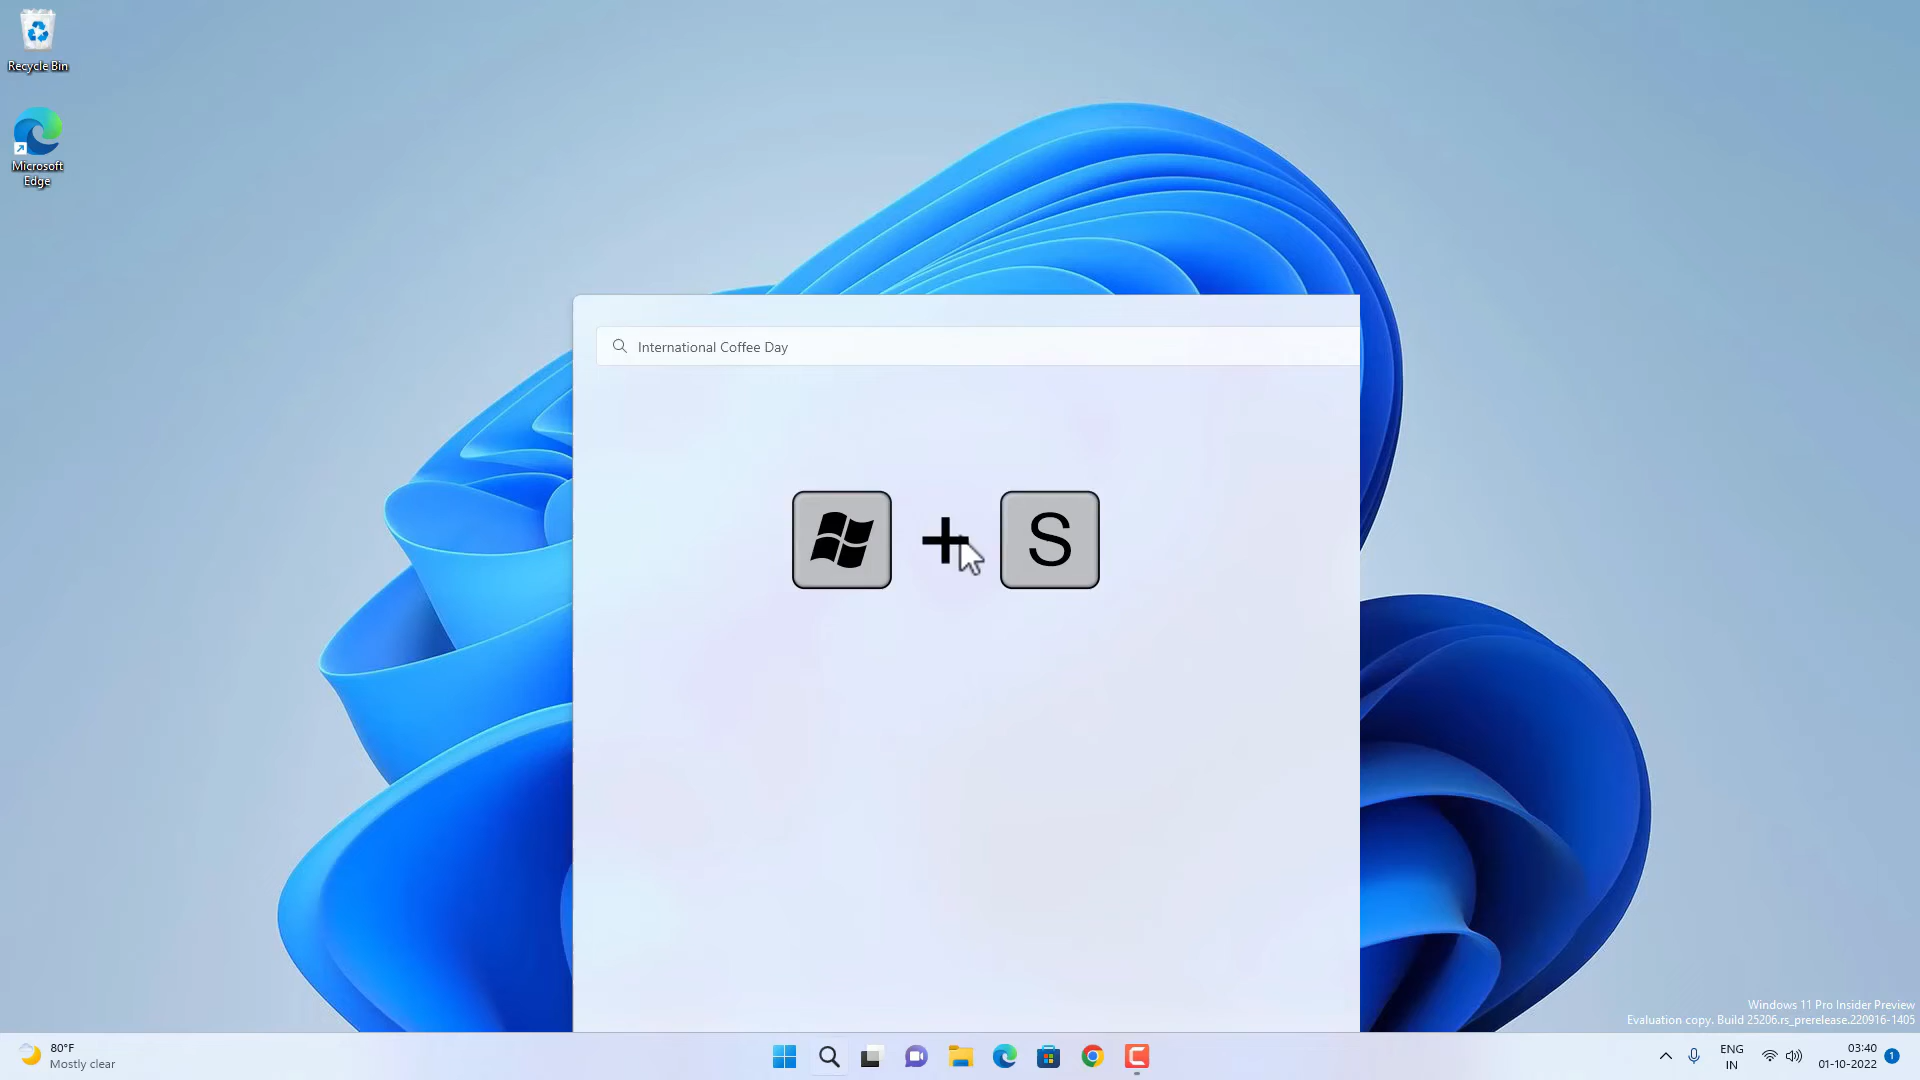 Recycle Bin
Microsoft
Edge
International Coffee Day
+
S
Windows 11 Pro Insider Preview
Evaluation copy. Build 25206.rs_prerelease.220916-1405
80°F
Mostly clear
ENG
IN
03:40
01-10-2022
1